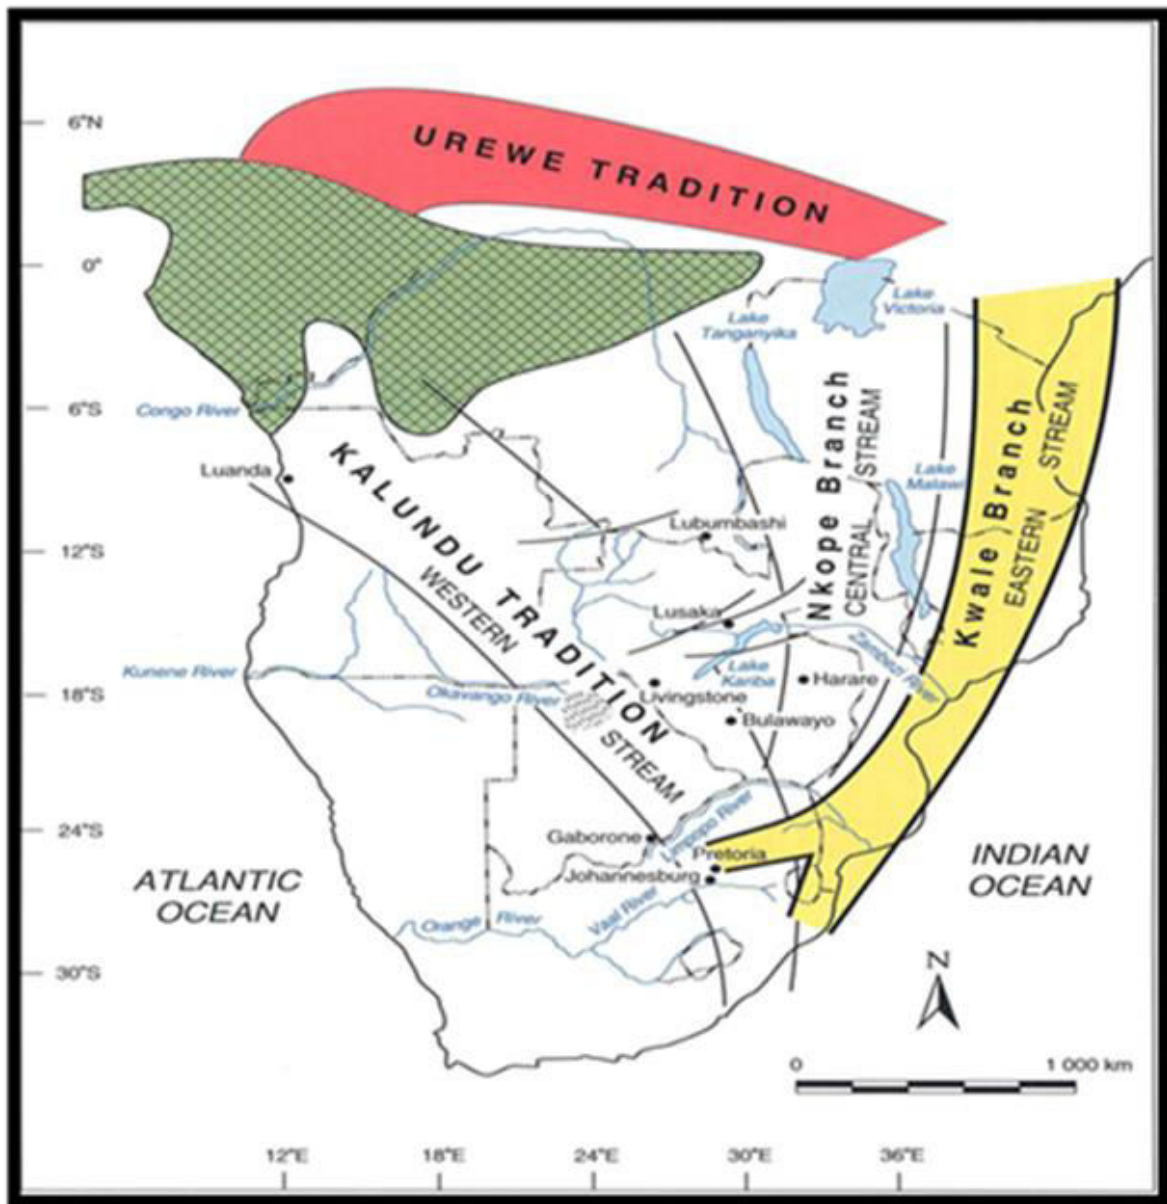 6°N
UREWE TRADITION
0°
Lake
Victoria
Lake
Tanganyika
Congo River
6°S
Luanda
KALUNDU TRADITION
WESTERN STREAM
Nkope Branch
CENTRAL STREAM
Kwale Branch
EASTERN STREAM
Lake
Malawi
12°S
Lubumbashi
Lusaka
Zambezi River
Kunene River
Okavango River
18°S
Lake
Kariba
Livingstone
Harare
Bulawayo
24°S
Gaborone
Limpopo River
Pretoria
Johannesburg
ATLANTIC
OCEAN
INDIAN
OCEAN
Orange River
Vaal River
30°S
N
0 1 000 km
12°E 18°E 24°E 30°E 36°E